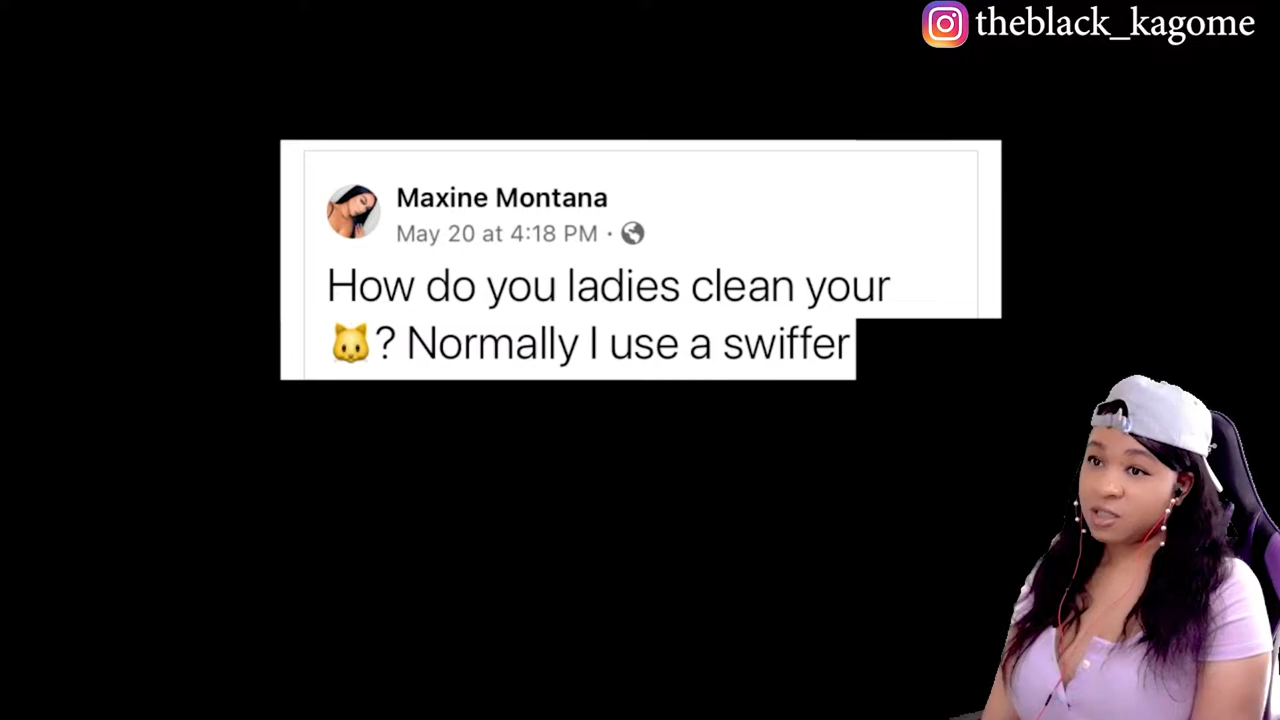 theblack_kagome
Maxine Montana
May 20 at 4:18 PM ·
How do you ladies clean your
🐱? Normally I use a swiffer